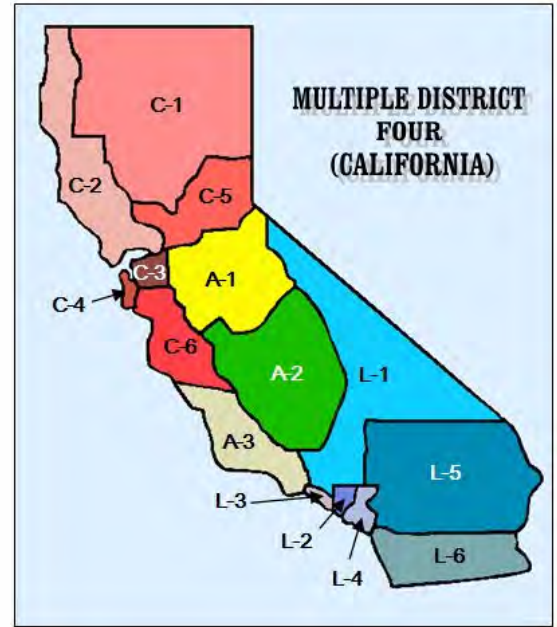 MULTIPLE DISTRICT
FOUR
(CALIFORNIA)
C-1
C-2
C-5
C-3
A-1
C-4
C-6
A-2
L-1
A-3
L-5
L-3
L-2
L-6
L-4